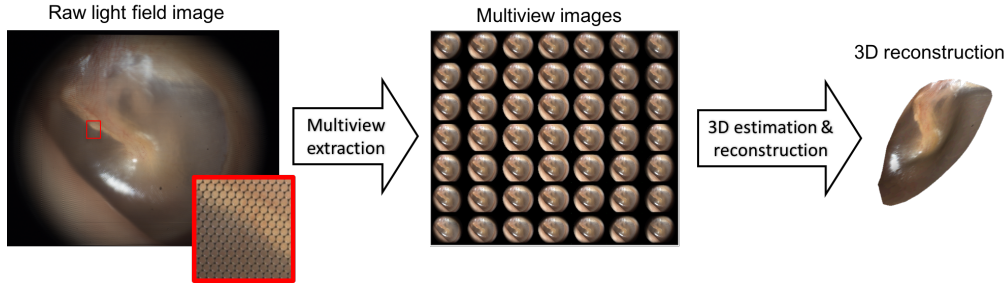 Raw light field image
Multiview images
3D reconstruction
Multiview
extraction
3D estimation &
reconstruction